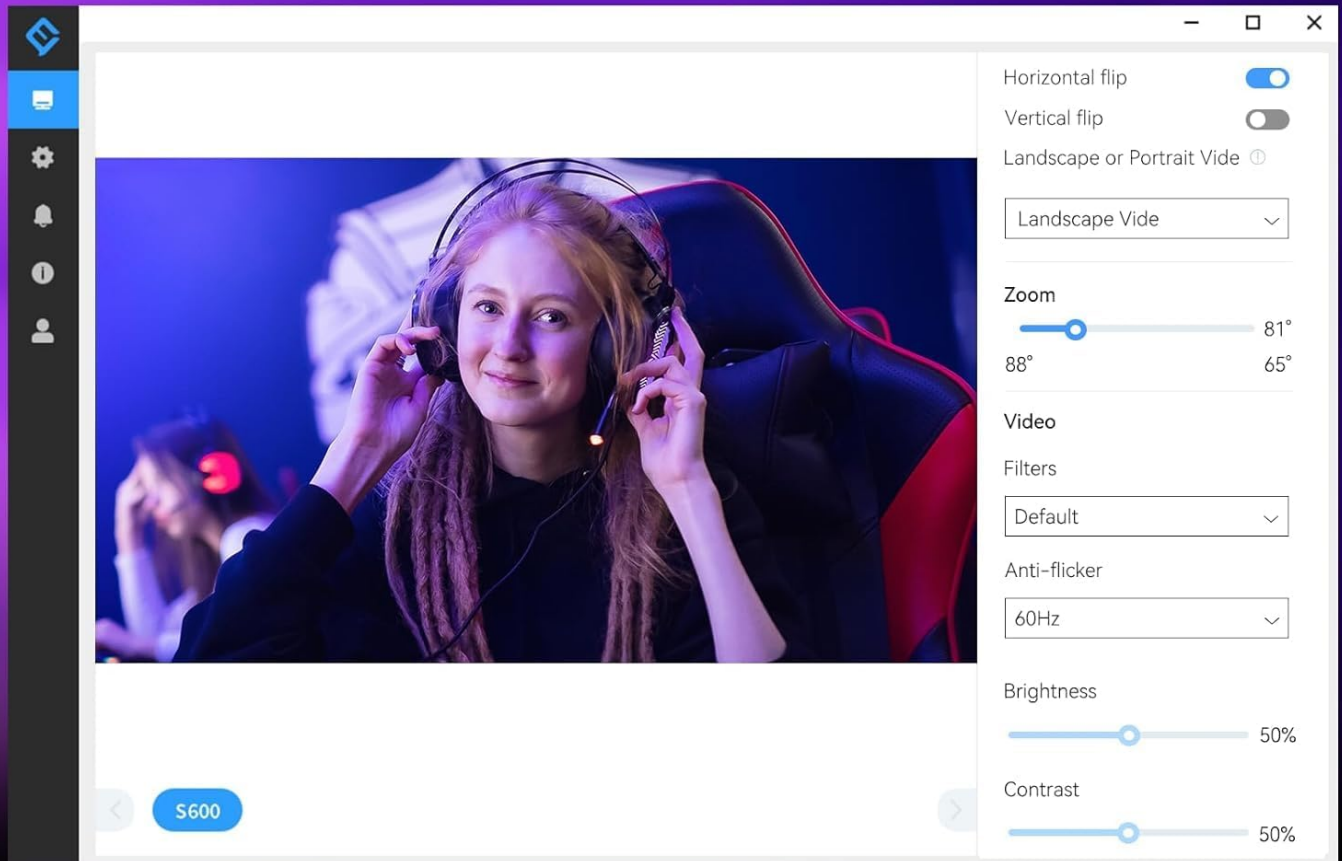 Horizontal flip
Vertical flip
Landscape or Portrait Vide
Landscape Vide
Zoom
81°
88° 65°
Video
Filters
Default
Anti-flicker
60Hz
Brightness
50%
Contrast
50%
S600